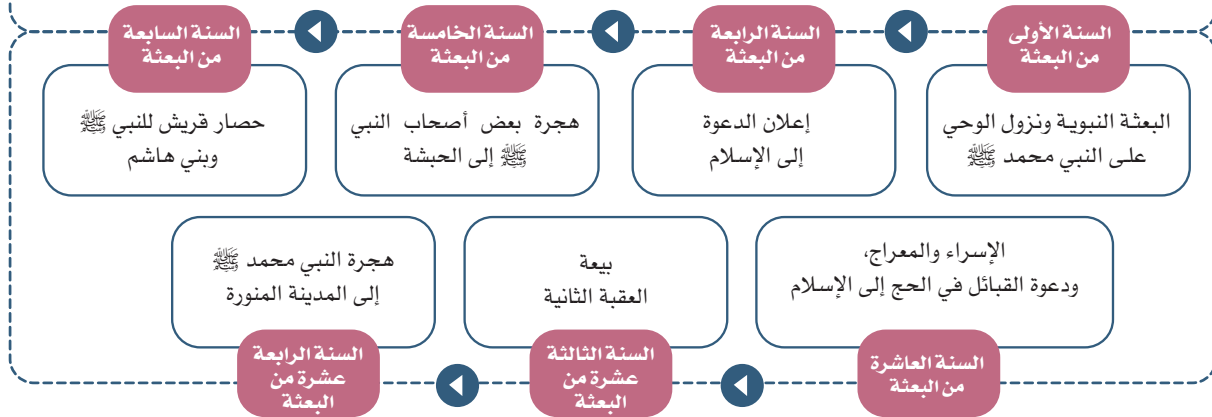 السنة الأولى
من البعثة
البعثة النبوية ونزول الوحي
على النبي محمد ﷺ
السنة الرابعة
من البعثة
إعلان الدعوة
إلى الإسلام
السنة الخامسة
من البعثة
هجرة بعض أصحاب النبي
ﷺ إلى الحبشة
السنة السابعة
من البعثة
حصار قريش للنبي ﷺ
وبني هاشم
الإسراء والمعراج،
ودعوة القبائل في الحج إلى الإسلام
السنة العاشرة
من البعثة
بيعة
العقبة الثانية
السنة الثالثة
عشرة من
البعثة
هجرة النبي محمد ﷺ
إلى المدينة المنورة
السنة الرابعة
عشرة من
البعثة